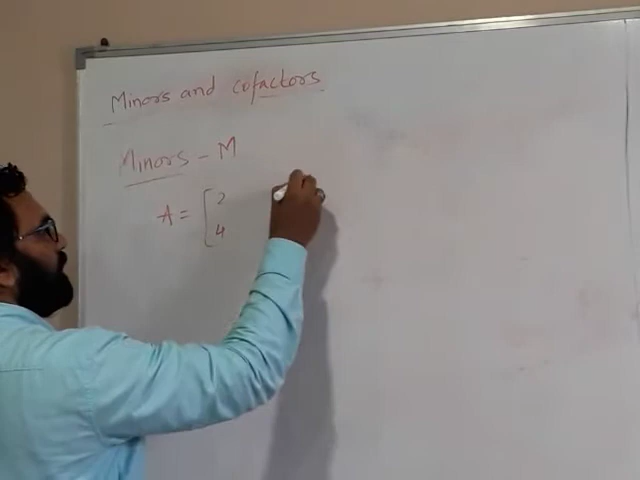 Minors and cofactors
Minors - M
A = [ 2
4